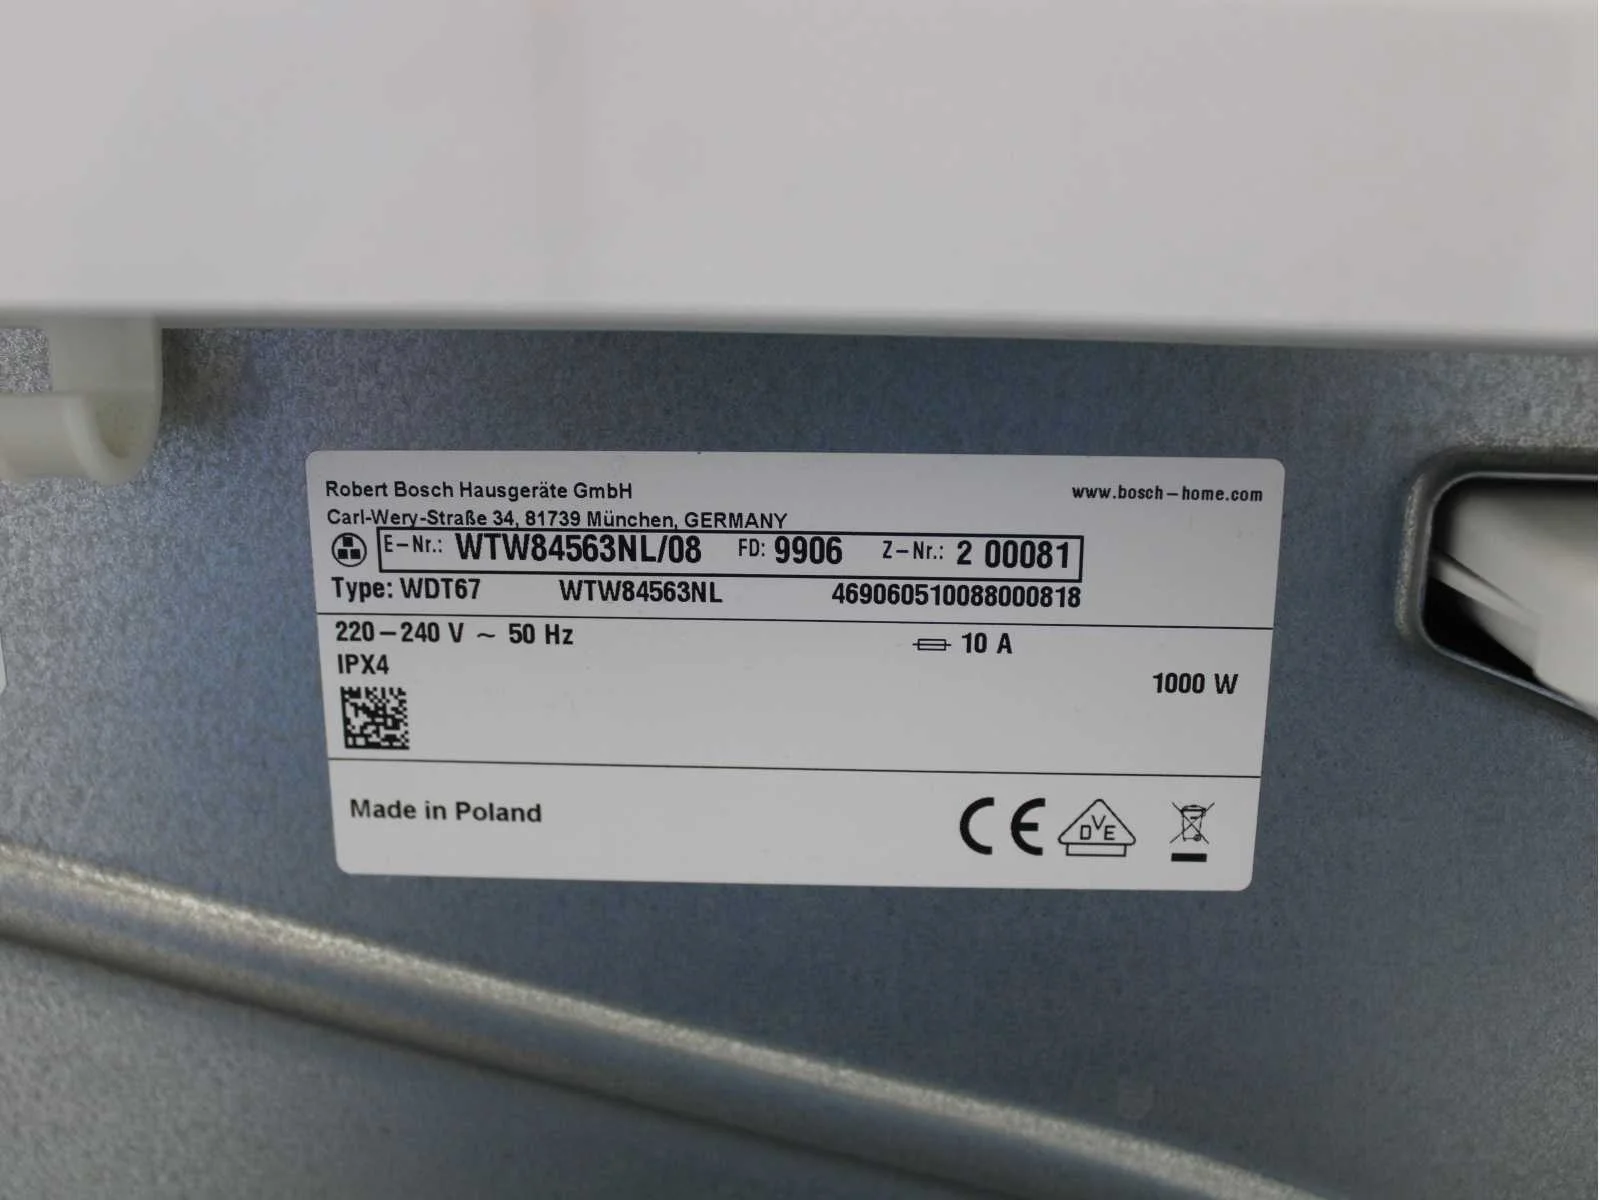 Robert Bosch Hausgeräte GmbH www.bosch-home.com
Carl-Wery-Straße 34, 81739 München, GERMANY
E-Nr.: WTW84563NL/08 FD: 9906 Z-Nr.: 2 00081
Type: WDT67 WTW84563NL 469060510088000818
220-240 V ~ 50 Hz 10 A
IPX4
1000 W
Made in Poland
CE DVE